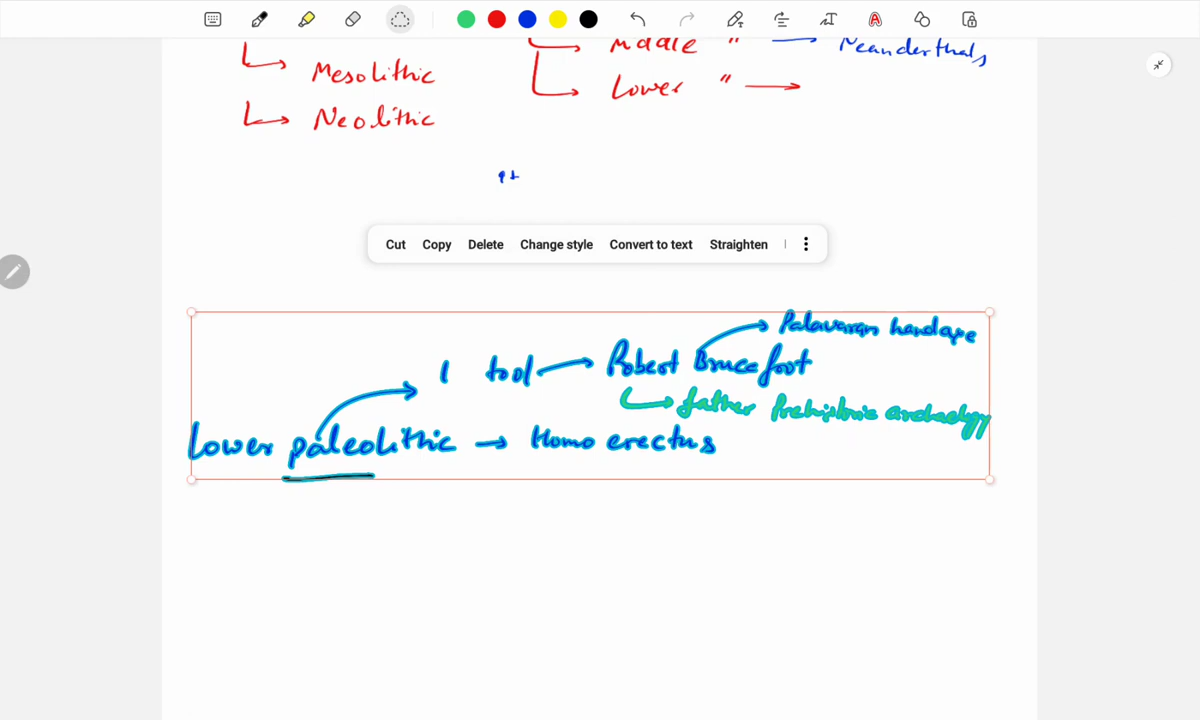 Middle " → Neanderthals
Mesolithic
Lower " →
Neolithic
Cut Copy Delete Change style Convert to text Straighten
Palavaram handaxe
1 tool → Robert Bruce foot
father Prehistoric archaelogy
Lower paleolithic → Homo erectus